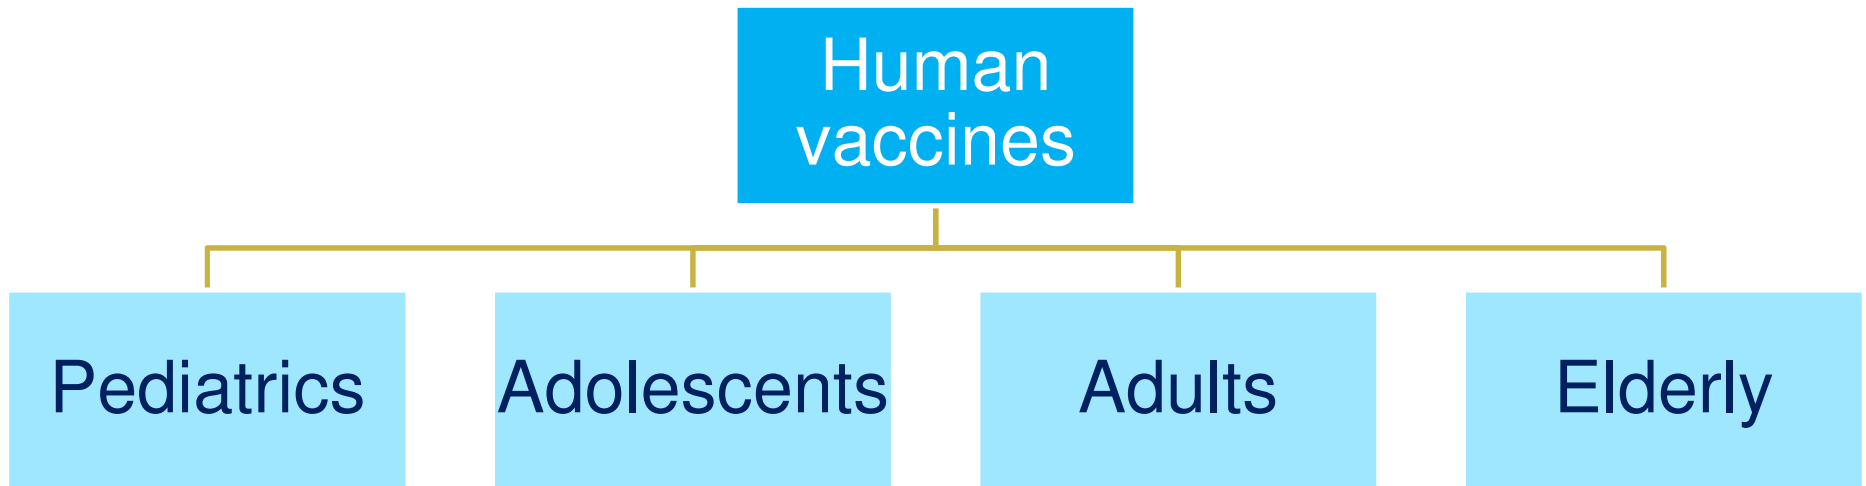 Human
vaccines
Pediatrics
Adolescents
Adults
Elderly